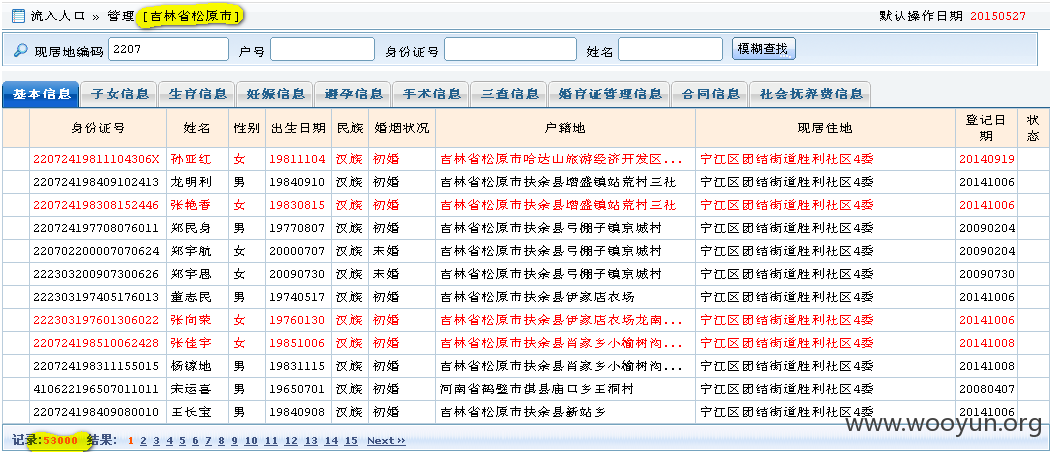 流入人口 » 管理 [吉林省松原市] 默认操作日期 20150527
现居地编码 2207 户号 身份证号 姓名 模糊查找
基本信息 子女信息 生育信息 妊娠信息 避孕信息 手术信息 三查信息 婚育证管理信息 合同信息 社会抚养费信息
身份证号 姓名 性别 出生日期 民族 婚姻状况 户籍地 现居住地 登记日期 状态
22072419811104306X 孙亚红 女 19811104 汉族 初婚 吉林省松原市哈达山旅游经济开发区... 宁江区团结街道胜利社区4委 20140919
220724198409102413 龙明利 男 19840910 汉族 初婚 吉林省松原市扶余县增盛镇站荒村三社 宁江区团结街道胜利社区4委 20141006
220724198308152446 张艳香 女 19830815 汉族 初婚 吉林省松原市扶余县增盛镇站荒村三社 宁江区团结街道胜利社区4委 20141006
220724197708076011 郑民身 男 19770807 汉族 初婚 吉林省松原市扶余县弓棚子镇京城村 宁江区团结街道胜利社区4委 20090204
220702200007070624 郑宇航 女 20000707 汉族 未婚 吉林省松原市扶余县弓棚子镇京城村 宁江区团结街道胜利社区4委 20090204
222303200907300626 郑宇恩 女 20090730 汉族 未婚 吉林省松原市扶余县弓棚子镇京城村 宁江区团结街道胜利社区4委 20090730
222303197405176013 董志民 男 19740517 汉族 初婚 吉林省松原市扶余县伊家店农场 宁江区团结街道胜利社区4委 20141006
222303197601306022 张向荣 女 19760130 汉族 初婚 吉林省松原市扶余县伊家店农场龙南... 宁江区团结街道胜利社区4委 20141006
220724198510062428 张佳宇 女 19851006 汉族 初婚 吉林省松原市扶余县肖家乡小榆树沟... 宁江区团结街道胜利社区4委 20141008
220724198311155015 杨镓地 男 19831115 汉族 初婚 吉林省松原市扶余县肖家乡小榆树沟... 宁江区团结街道胜利社区4委 20141008
410622196507011011 宋运喜 男 19650701 汉族 初婚 河南省鹤壁市淇县庙口乡王洞村 宁江区团结街道胜利社区4委 20080407
220724198409080010 王长宝 男 19840908 汉族 初婚 吉林省松原市扶余县新站乡 宁江区团结街道胜利社区4委 20141006
记录:53000 结果: 1 2 3 4 5 6 7 8 9 10 11 12 13 14 15 Next ››
www.wooyun.org